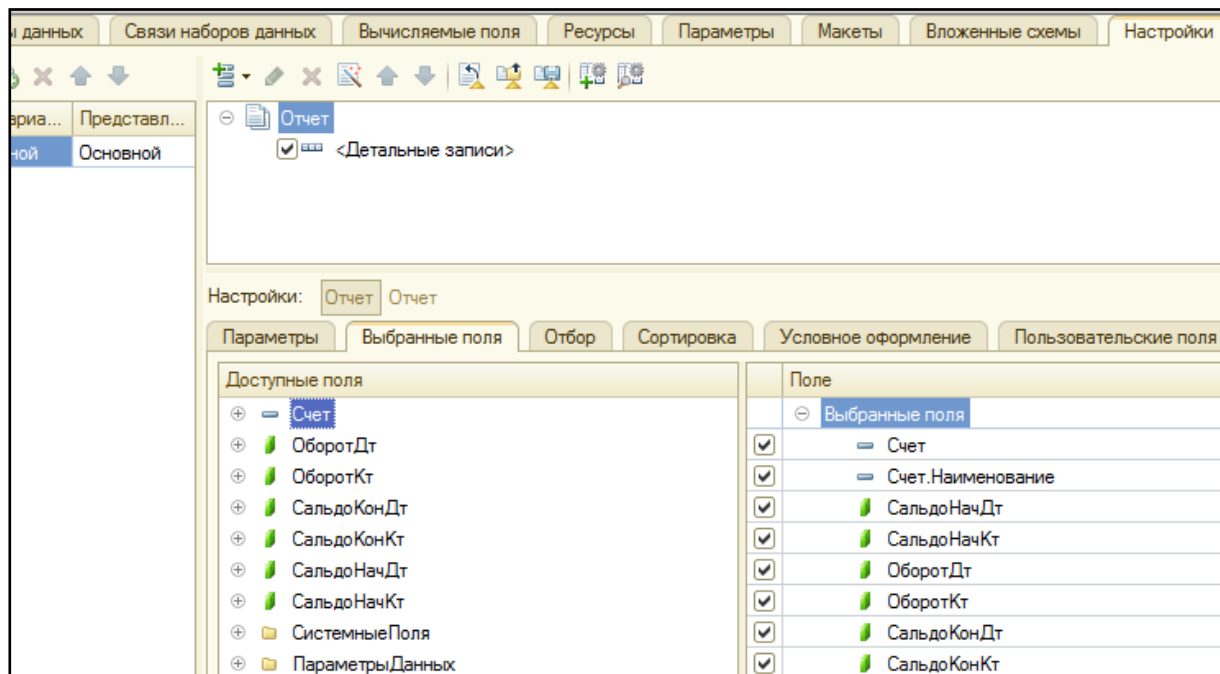 данных Связи наборов данных Вычисляемые поля Ресурсы Параметры Макеты Вложенные схемы Настройки
Представл...
Основной
Отчет
<Детальные записи>
Настройки: Отчет Отчет
Параметры Выбранные поля Отбор Сортировка Условное оформление Пользовательские поля
Доступные поля Поле
Счет Выбранные поля
ОборотДт Счет
ОборотКт Счет.Наименование
СальдоКонДт СальдоНачДт
СальдоКонКт СальдоНачКт
СальдоНачДт ОборотДт
СальдоНачКт ОборотКт
СистемныеПоля СальдоКонДт
ПараметрыДанных СальдоКонКт